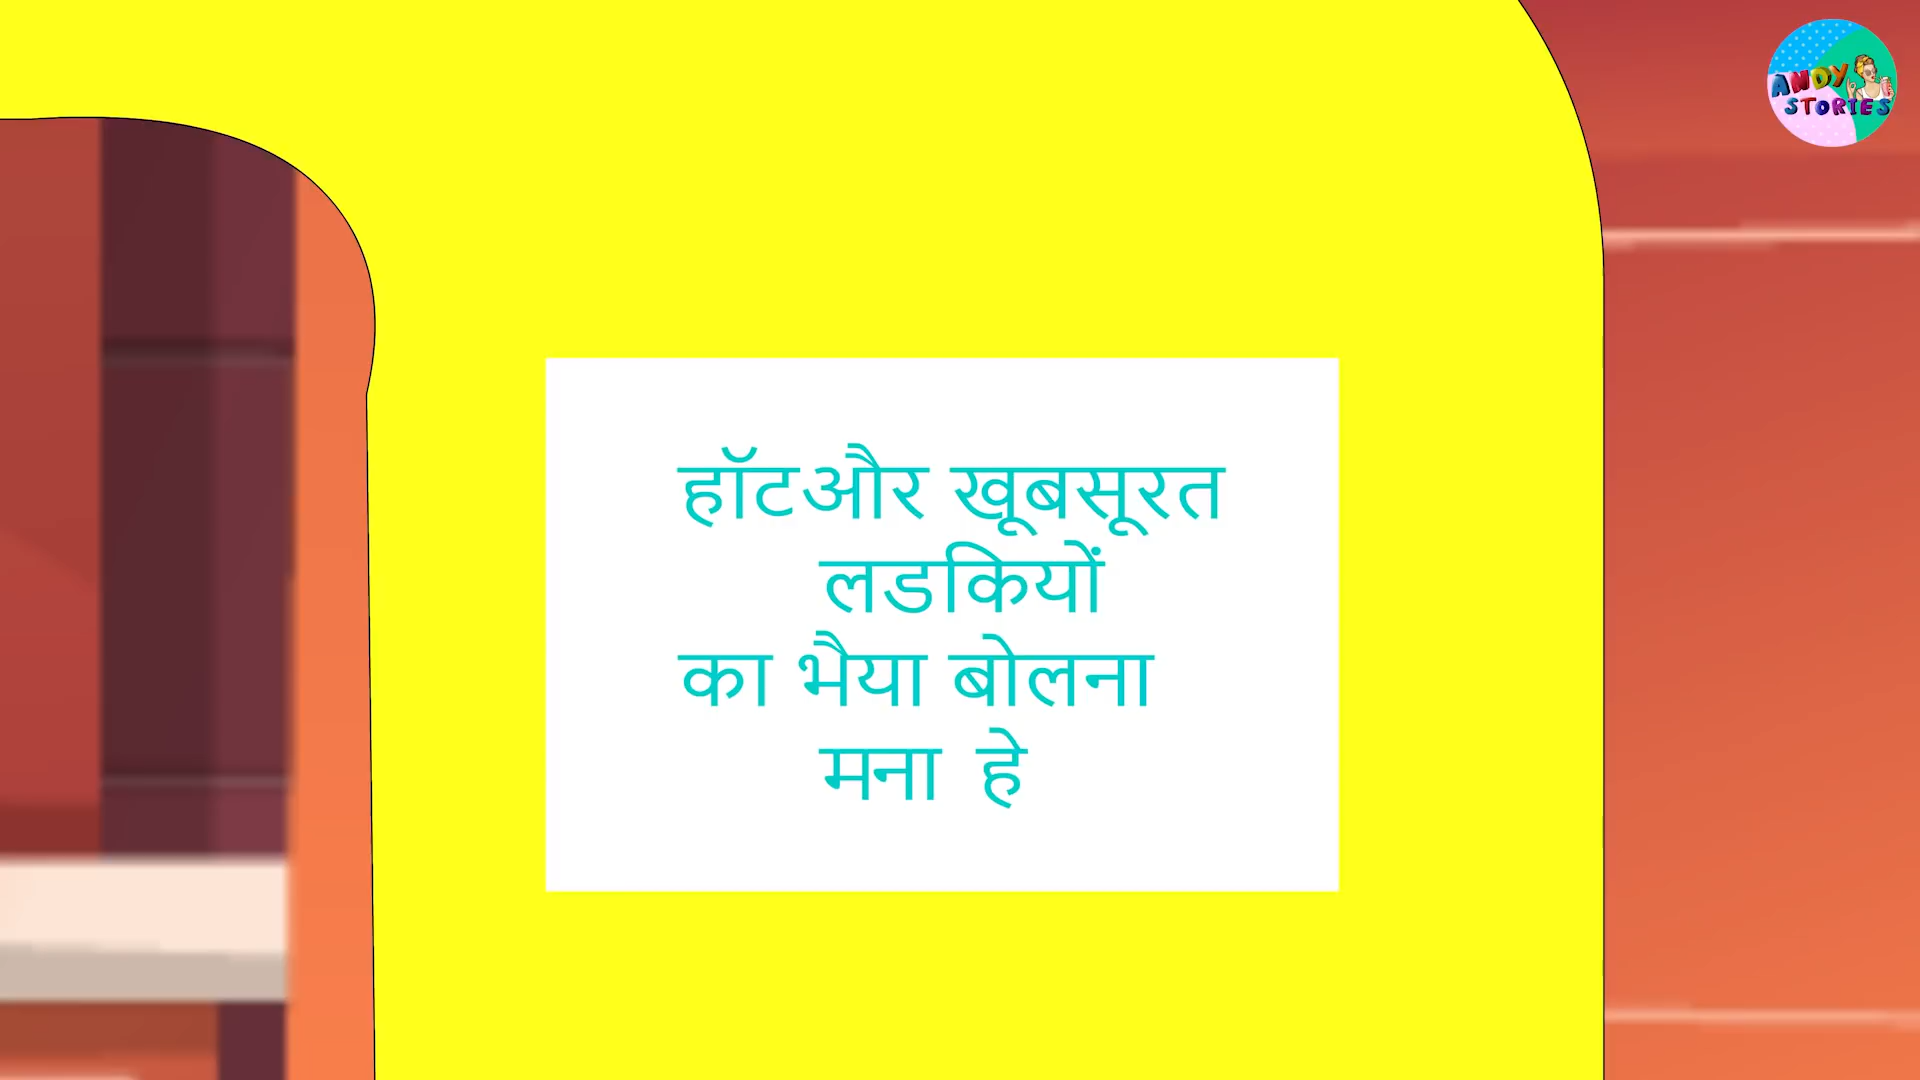 ANDY
STORIES
हॉटऔर खूबसूरत
लडकियों
का भैया बोलना
मना हे